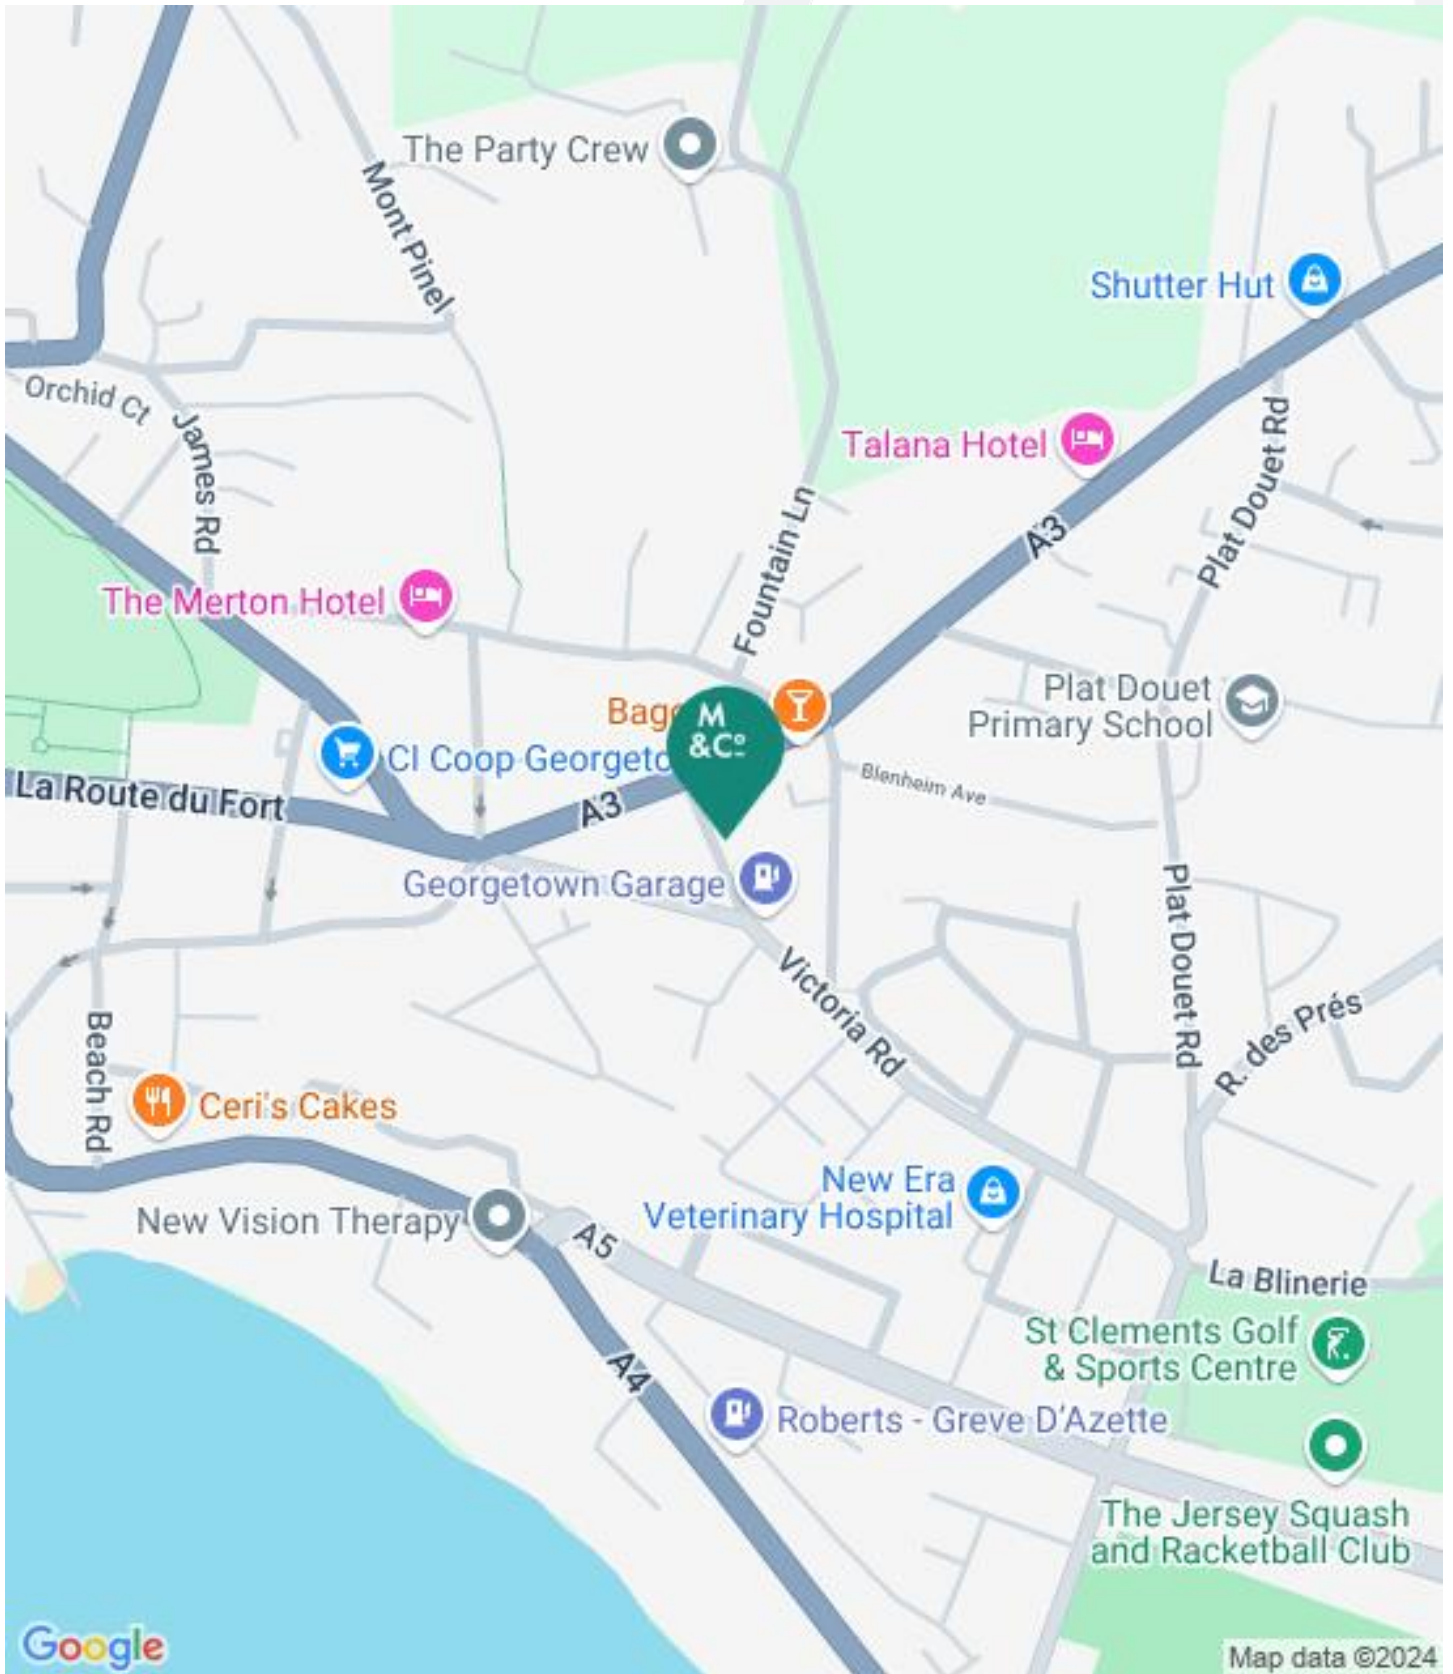 The Party Crew
Mont Pinel
Shutter Hut
Orchid Ct
James Rd
Talana Hotel
Plat Douet Rd
Fountain Ln
A3
The Merton Hotel
Plat Douet
Primary School
M
&Cº
CI Coop
Blenheim Ave
La Route du Fort
A3
Georgetown Garage
Plat Douet Rd
Victoria Rd
R. des Prés
Beach Rd
Ceri's Cakes
New Era
Veterinary Hospital
New Vision Therapy
A5
La Blinerie
St Clements Golf
& Sports Centre
A4
Roberts - Greve D'Azette
The Jersey Squash
and Racketball Club
Google
Map data ©2024